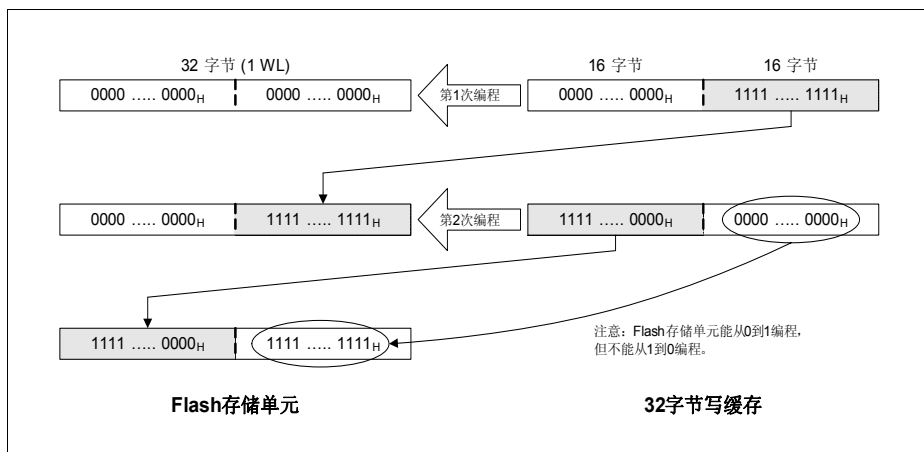 32 字节 (1 WL)
16 字节
16 字节
0000 ..... 0000H
0000 ..... 0000H
第1次编程
0000 ..... 0000H
1111 ..... 1111H
0000 ..... 0000H
1111 ..... 1111H
第2次编程
1111 ..... 0000H
0000 ..... 0000H
1111 ..... 0000H
1111 ..... 1111H
注意：Flash存储单元能从0到1编程，
但不能从1到0编程。
Flash存储单元
32字节写缓存